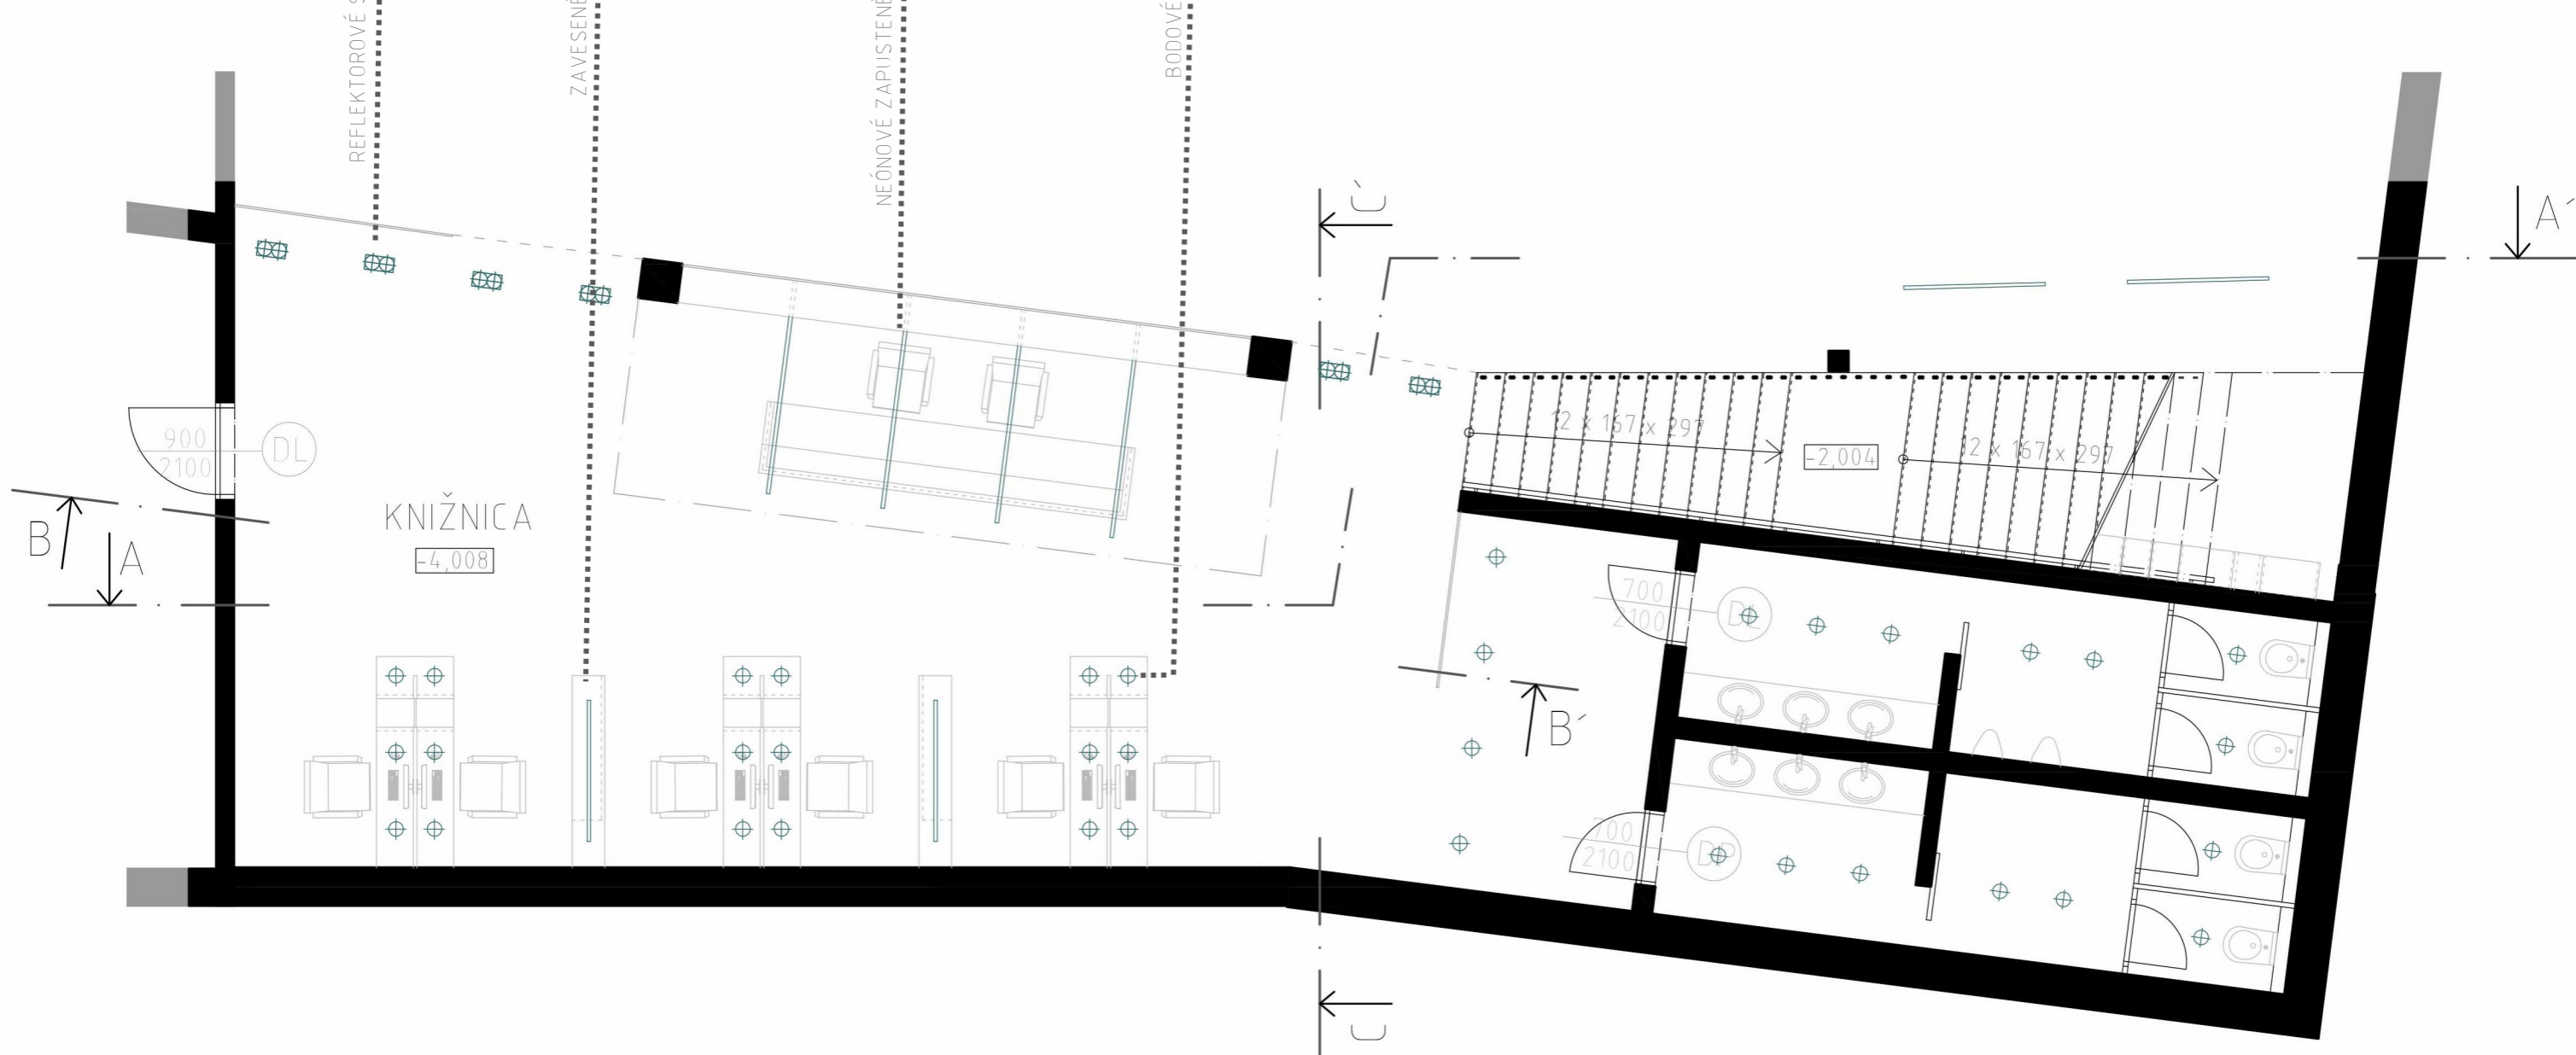 REFLEKTOROVÉ
ZAVESENÉ
NEÓNOVÉ ZAPUSTENÉ
BODOVÉ
C´
A´
12 x 167 x 297
-2,004
12 x 167 x 297
900
2100
DL
KNIŽNICA
-4,008
B
A
700
2100
DL
B´
700
2100
DP
C